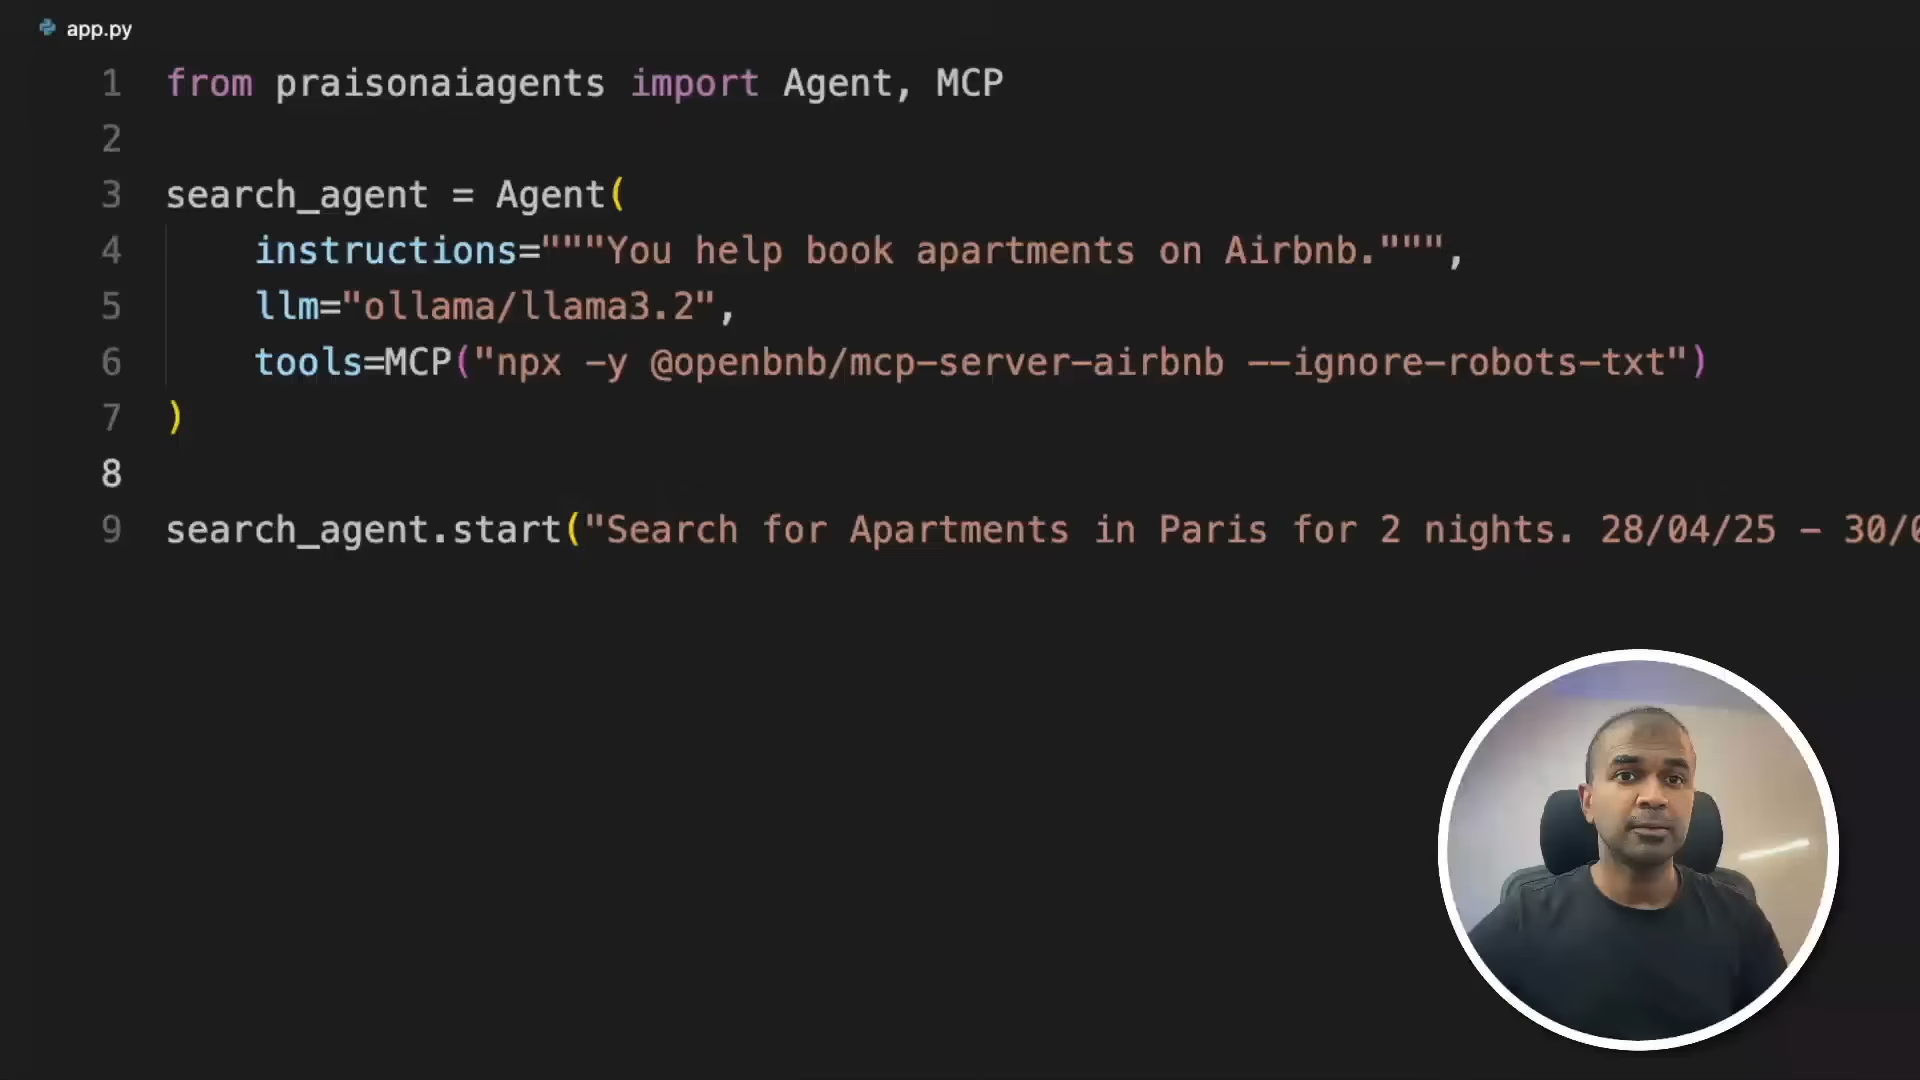 app.py
1 from praisonaiagents import Agent, MCP
2
3 search_agent = Agent(
4 instructions="""You help book apartments on Airbnb.""",
5 llm="ollama/llama3.2",
6 tools=MCP("npx -y @openbnb/mcp-server-airbnb --ignore-robots-txt")
7 )
8
9 search_agent.start("Search for Apartments in Paris for 2 nights. 28/04/25 - 30/